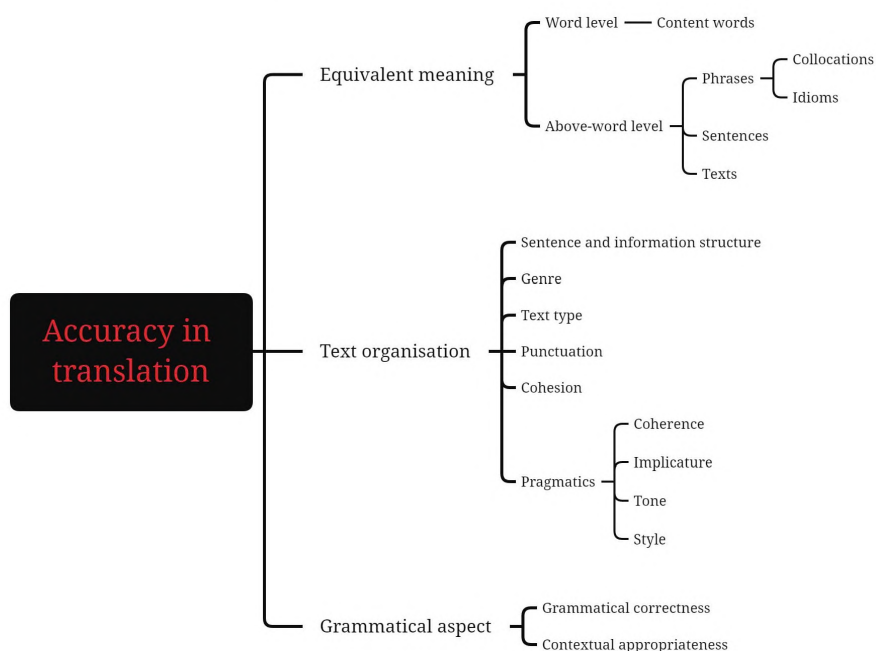 Accuracy in
translation
Equivalent meaning
Word level
Content words
Above-word level
Phrases
Collocations
Idioms
Sentences
Texts
Text organisation
Sentence and information structure
Genre
Text type
Punctuation
Cohesion
Pragmatics
Coherence
Implicature
Tone
Style
Grammatical aspect
Grammatical correctness
Contextual appropriateness